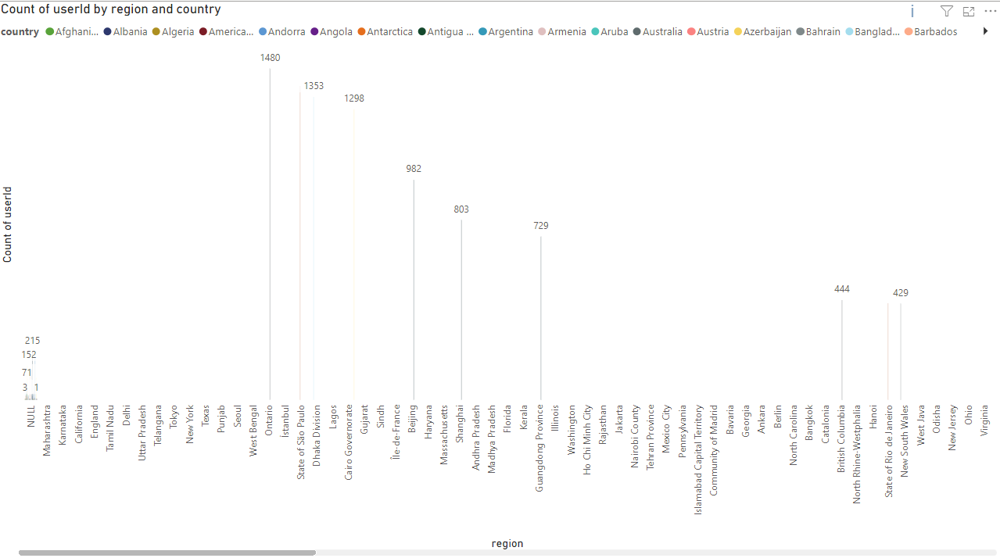 Count of userId by region and country
country Afghani... Albania Algeria America... Andorra Angola Antarctica Antigua ... Argentina Armenia Aruba Australia Austria Azerbaijan Bahrain Banglad... Barbados
1480
1353
1298
982
803
729
444
429
215
152
71
3 1
Count of userId
NULL
Maharashtra
Karnataka
California
England
Tamil Nadu
Delhi
Uttar Pradesh
Telangana
Tokyo
New York
Texas
Punjab
Seoul
West Bengal
Ontario
Istanbul
State of São Paulo
Dhaka Division
Lagos
Cairo Governorate
Gujarat
Sindh
Île-de-France
Beijing
Haryana
Massachusetts
Shanghai
Andhra Pradesh
Madhya Pradesh
Florida
Kerala
Guangdong Province
Illinois
Washington
Ho Chi Minh City
Rajasthan
Jakarta
Nairobi County
Tehran Province
Mexico City
Pennsylvania
Islamabad Capital Territory
Community of Madrid
Bavaria
Georgia
Ankara
Berlin
North Carolina
Bangkok
Catalonia
British Columbia
North Rhine-Westphalia
Hanoi
State of Rio de Janeiro
New South Wales
West Java
Odisha
New Jersey
Ohio
Virginia
region